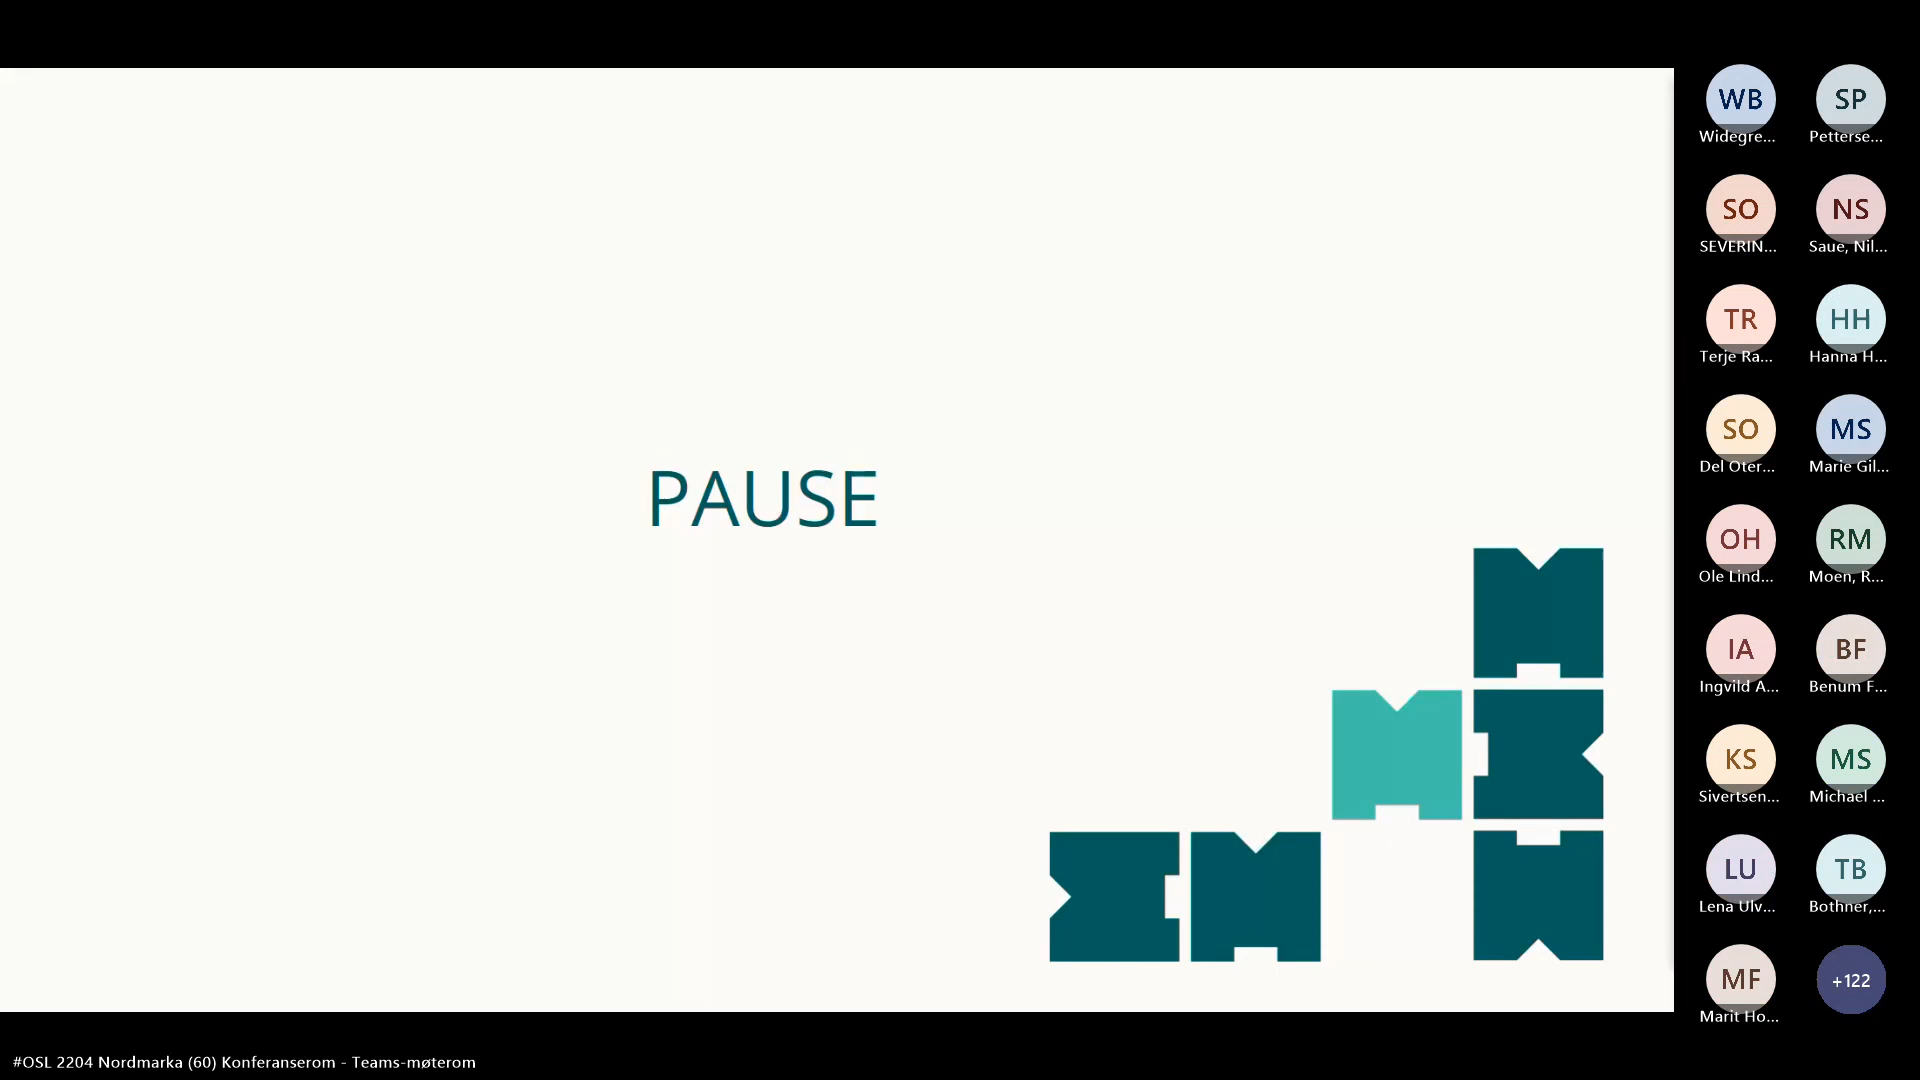 PAUSE
WB
Widegre...
SP
Petterse...
SO
SEVERIN...
NS
Saue, Nil...
TR
Terje Ra...
HH
Hanna H...
SO
Del Oter...
MS
Marie Gil...
OH
Ole Lind...
RM
Moen, R...
IA
Ingvild A...
BF
Benum F...
KS
Sivertsen...
MS
Michael ...
LU
Lena Ulv...
TB
Bothner,...
MF
Marit Ho...
+122
#OSL 2204 Nordmarka (60) Konferanserom - Teams-møterom